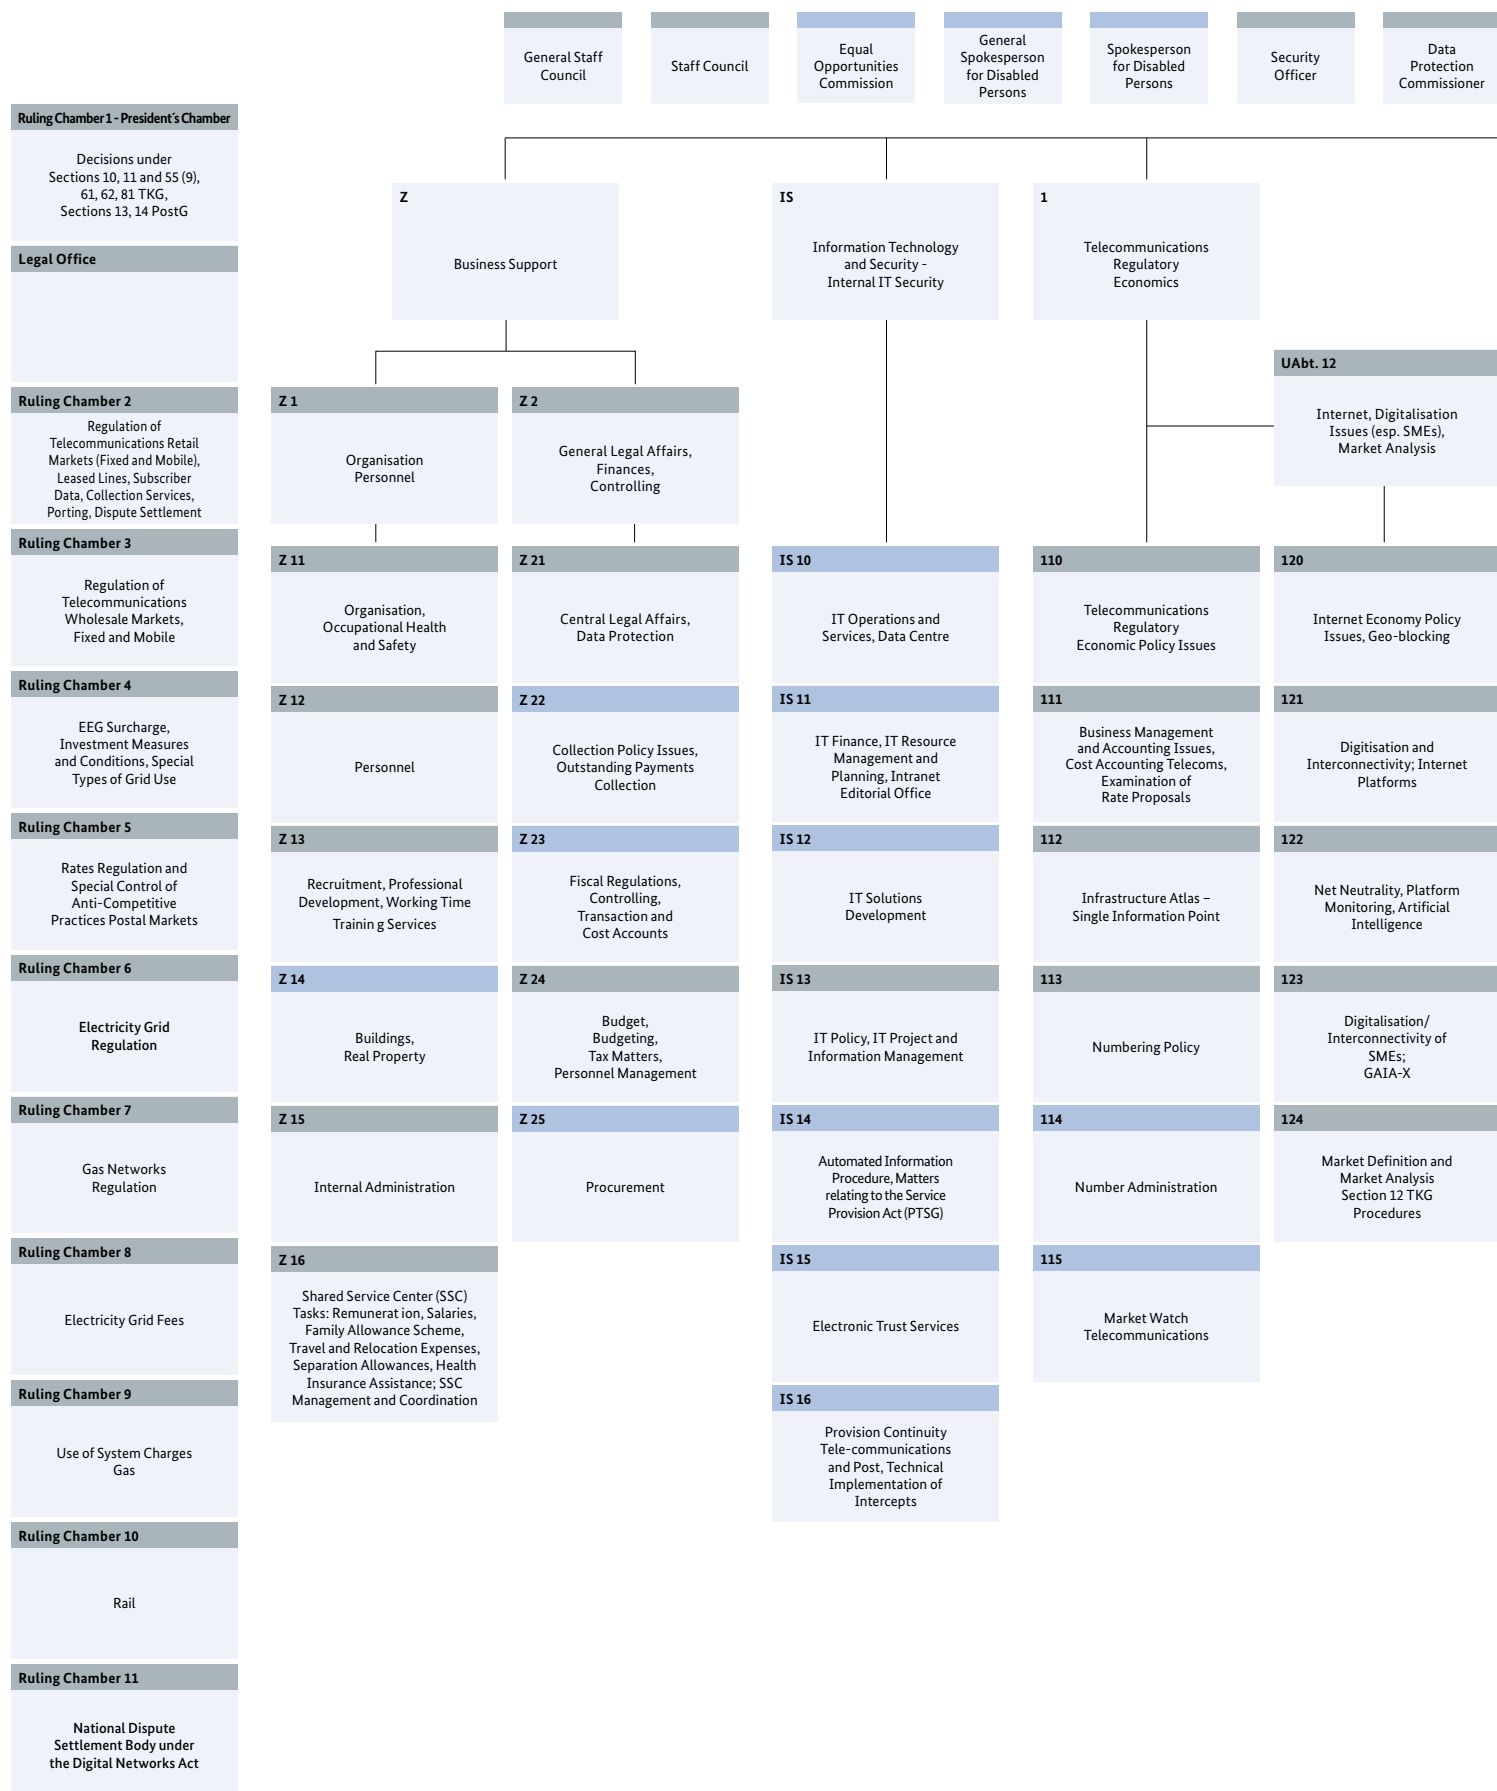 General Staff
Council
Staff Council
Equal
Opportunities
Commission
General
Spokesperson
for Disabled
Persons
Spokesperson
for Disabled
Persons
Security
Officer
Data
Protection
Commissioner
Ruling Chamber 1 - President´s Chamber
Decisions under
Sections 10, 11 and 55 (9),
61, 62, 81 TKG,
Sections 13, 14 PostG
Legal Office
Ruling Chamber 2
Regulation of
Telecommunications Retail
Markets (Fixed and Mobile),
Leased Lines, Subscriber
Data, Collection Services,
Porting, Dispute Settlement
Ruling Chamber 3
Regulation of
Telecommunications
Wholesale Markets,
Fixed and Mobile
Ruling Chamber 4
EEG Surcharge,
Investment Measures
and Conditions, Special
Types of Grid Use
Ruling Chamber 5
Rates Regulation and
Special Control of
Anti-Competitive
Practices Postal Markets
Ruling Chamber 6
Electricity Grid
Regulation
Ruling Chamber 7
Gas Networks
Regulation
Ruling Chamber 8
Electricity Grid Fees
Ruling Chamber 9
Use of System Charges
Gas
Ruling Chamber 10
Rail
Ruling Chamber 11
National Dispute
Settlement Body under
the Digital Networks Act
Z
Business Support
Z 1
Organisation
Personnel
Z 11
Organisation,
Occupational Health
and Safety
Z 12
Personnel
Z 13
Recruitment, Professional
Development, Working Time
Trainin g Services
Z 14
Buildings,
Real Property
Z 15
Internal Administration
Z 16
Shared Service Center (SSC)
Tasks: Remunerat ion, Salaries,
Family Allowance Scheme,
Travel and Relocation Expenses,
Separation Allowances, Health
Insurance Assistance; SSC
Management and Coordination
Z 2
General Legal Affairs,
Finances,
Controlling
Z 21
Central Legal Affairs,
Data Protection
Z 22
Collection Policy Issues,
Outstanding Payments
Collection
Z 23
Fiscal Regulations,
Controlling,
Transaction and
Cost Accounts
Z 24
Budget,
Budgeting,
Tax Matters,
Personnel Management
Z 25
Procurement
IS
Information Technology
and Security -
Internal IT Security
IS 10
IT Operations and
Services, Data Centre
IS 11
IT Finance, IT Resource
Management and
Planning, Intranet
Editorial Office
IS 12
IT Solutions
Development
IS 13
IT Policy, IT Project and
Information Management
IS 14
Automated Information
Procedure, Matters
relating to the Service
Provision Act (PTSG)
IS 15
Electronic Trust Services
IS 16
Provision Continuity
Tele-communications
and Post, Technical
Implementation of
Intercepts
1
Telecommunications
Regulatory
Economics
110
Telecommunications
Regulatory
Economic Policy Issues
111
Business Management
and Accounting Issues,
Cost Accounting Telecoms,
Examination of
Rate Proposals
112
Infrastructure Atlas –
Single Information Point
113
Numbering Policy
114
Number Administration
115
Market Watch
Telecommunications
UAbt. 12
Internet, Digitalisation
Issues (esp. SMEs),
Market Analysis
120
Internet Economy Policy
Issues, Geo-blocking
121
Digitisation and
Interconnectivity; Internet
Platforms
122
Net Neutrality, Platform
Monitoring, Artificial
Intelligence
123
Digitalisation/
Interconnectivity of
SMEs;
GAIA-X
124
Market Definition and
Market Analysis
Section 12 TKG
Procedures